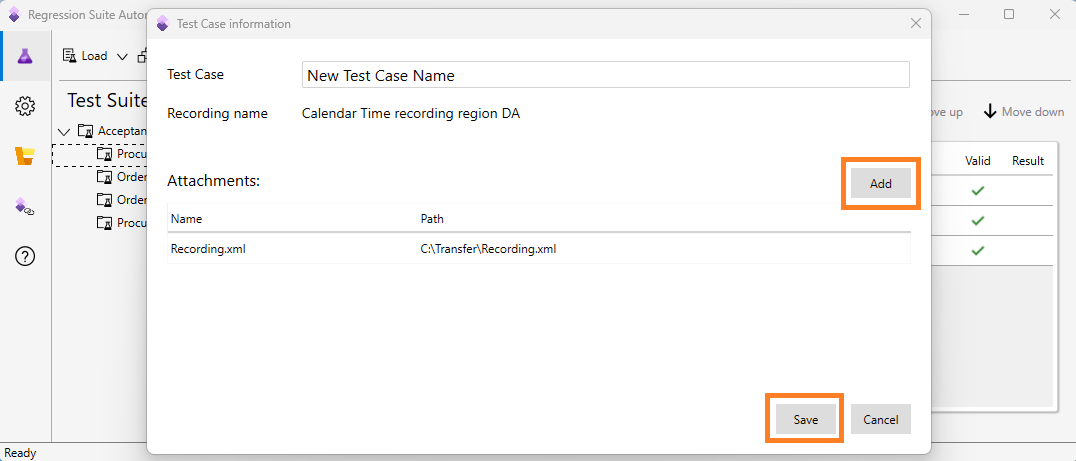 Regression Suite Auto
Test Case information
Load
Test Case
New Test Case Name
Test Suite
Recording name
Calendar Time recording region DA
ve up
Move down
Acceptan
Procu
Order
Order
Procu
Attachments:
Add
Valid
Result
Name
Path
Recording.xml
C:\Transfer\Recording.xml
Save
Cancel
Ready